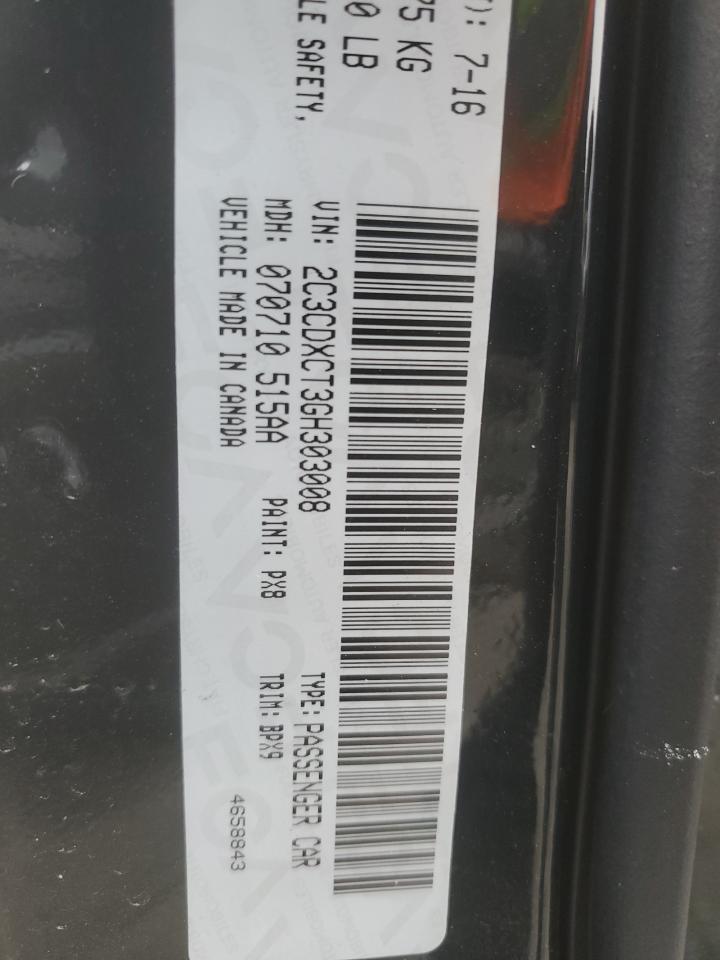 ): 7-16
75 KG
0 LB
LE SAFETY,
VIN: 2C3CDXCT3GH303008 TYPE: PASSENGER CAR
MDH: 070710 515AA PAINT: PX8 TRIM: BPX9
VEHICLE MADE IN CANADA 4658843